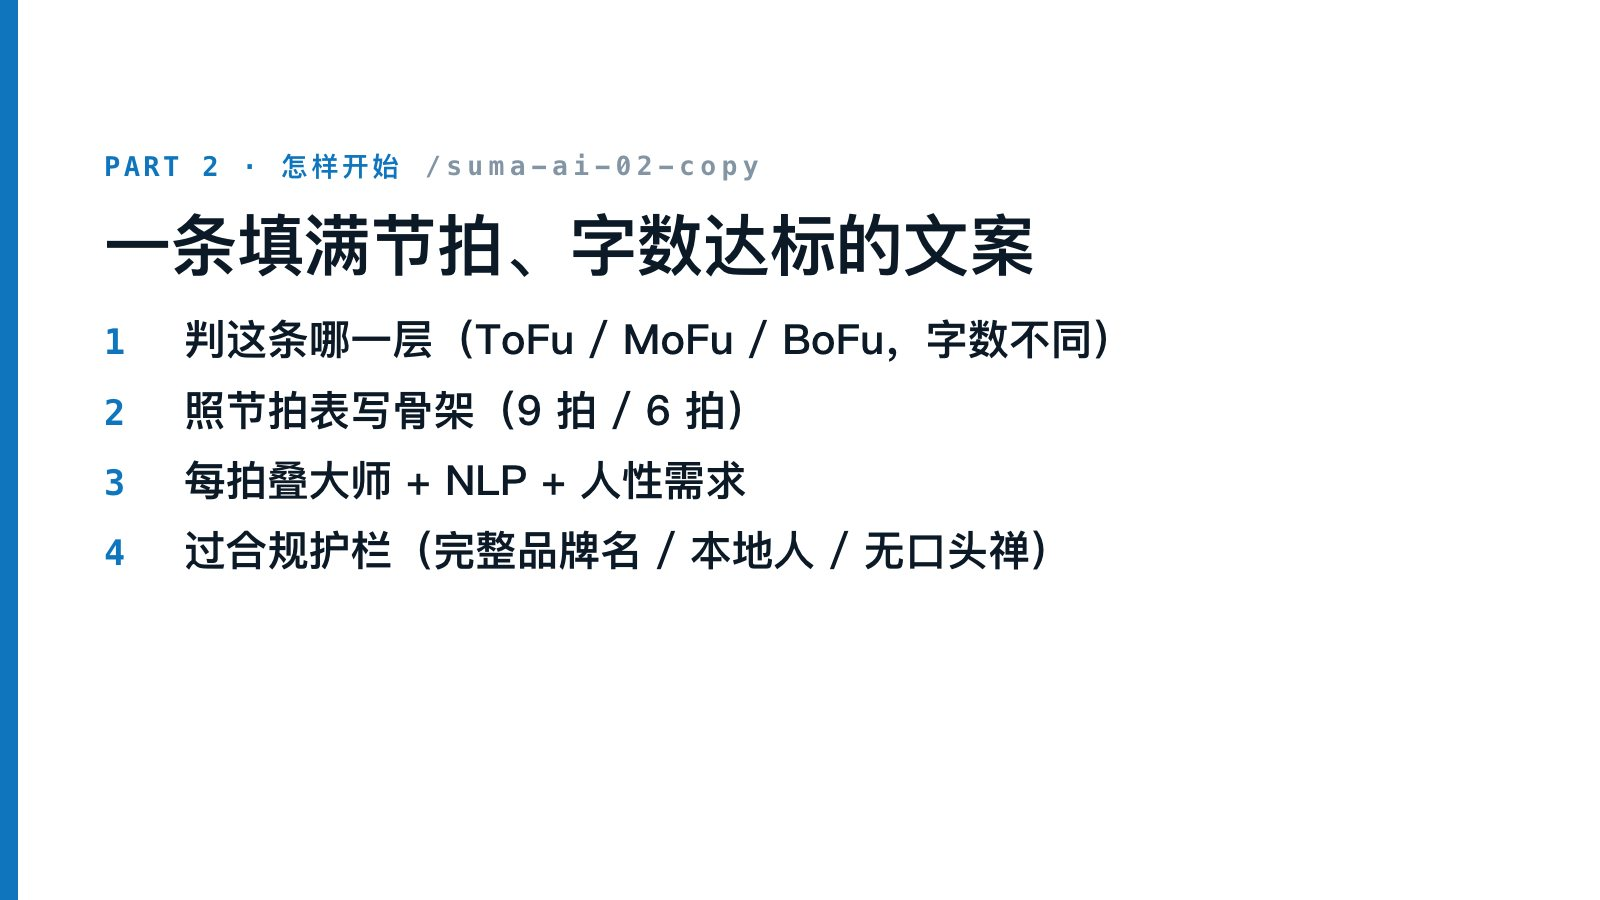 PART 2 · 怎样开始 /suma-ai-02-copy
一条填满节拍、字数达标的文案
1 判这条哪一层（ToFu / MoFu / BoFu，字数不同）
2 照节拍表写骨架（9 拍 / 6 拍）
3 每拍叠大师 + NLP + 人性需求
4 过合规护栏（完整品牌名 / 本地人 / 无口头禅）